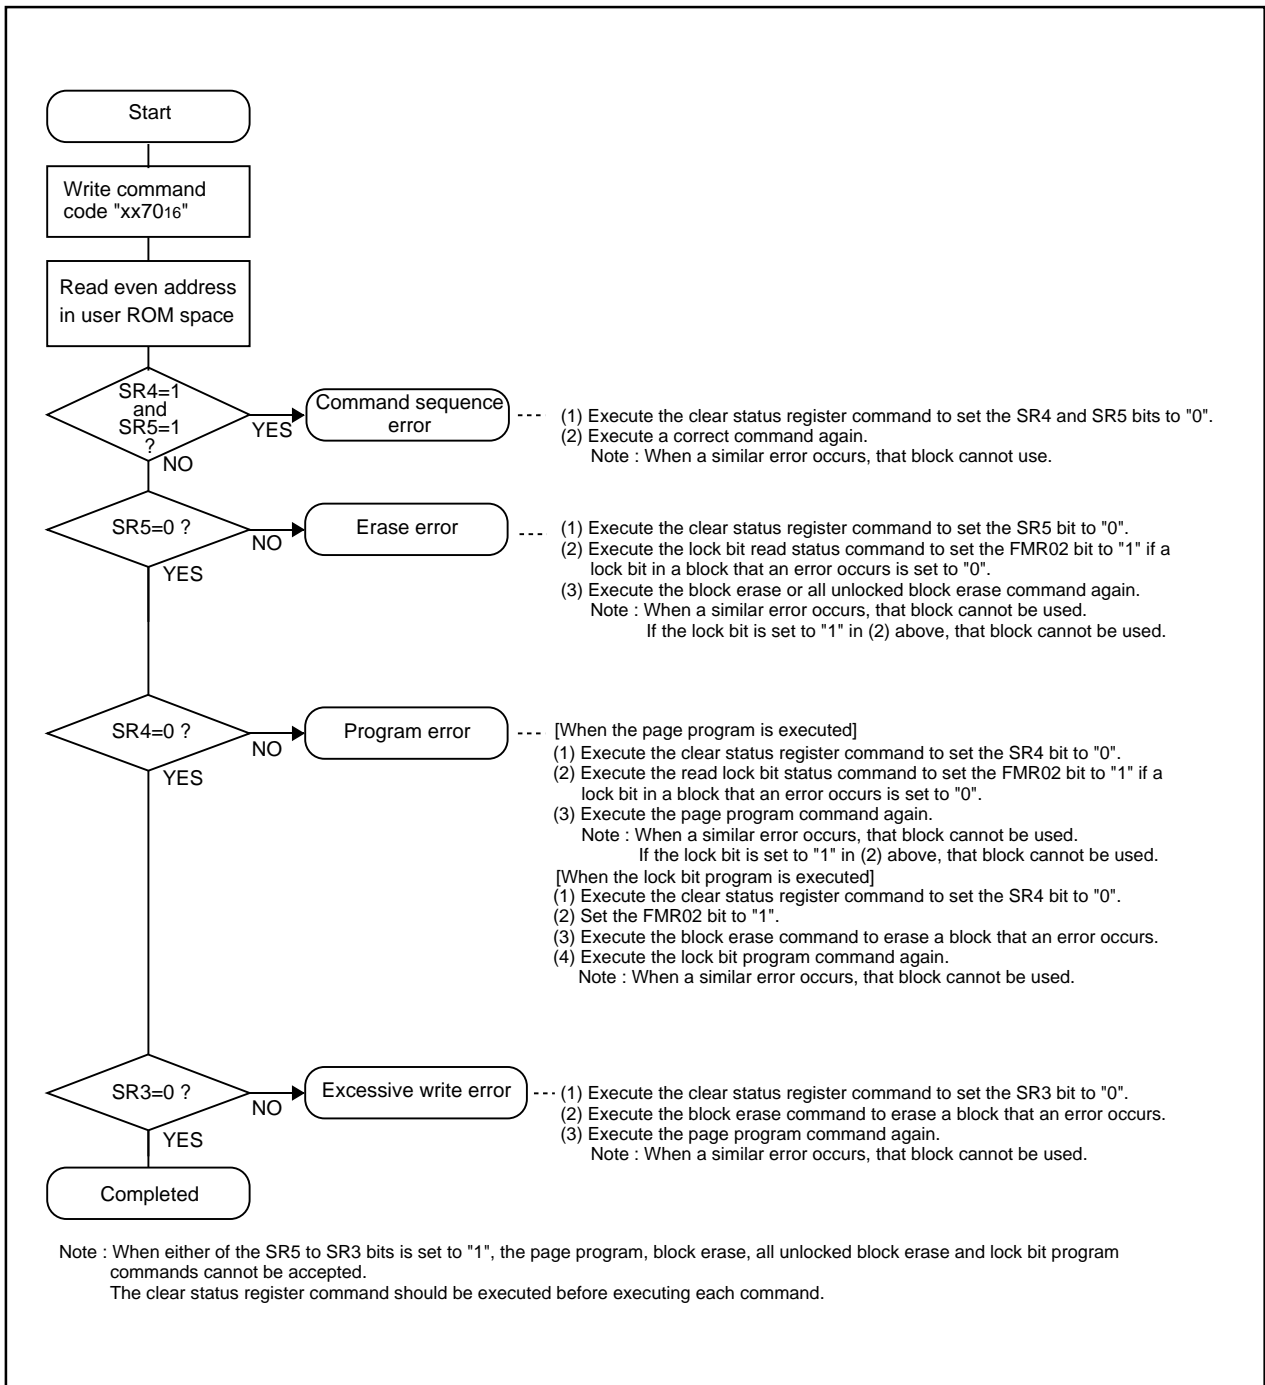 Start
Write command
code "xx7016"
Read even address
in user ROM space
SR4=1
and
SR5=1
?
YES
NO
Command sequence
error
(1) Execute the clear status register command to set the SR4 and SR5 bits to "0".
(2) Execute a correct command again.
Note : When a similar error occurs, that block cannot use.
SR5=0 ?
NO
YES
Erase error
(1) Execute the clear status register command to set the SR5 bit to "0".
(2) Execute the lock bit read status command to set the FMR02 bit to "1" if a
lock bit in a block that an error occurs is set to "0".
(3) Execute the block erase or all unlocked block erase command again.
Note : When a similar error occurs, that block cannot be used.
If the lock bit is set to "1" in (2) above, that block cannot be used.
SR4=0 ?
NO
YES
Program error
[When the page program is executed]
(1) Execute the clear status register command to set the SR4 bit to "0".
(2) Execute the read lock bit status command to set the FMR02 bit to "1" if a
lock bit in a block that an error occurs is set to "0".
(3) Execute the page program command again.
Note : When a similar error occurs, that block cannot be used.
If the lock bit is set to "1" in (2) above, that block cannot be used.
[When the lock bit program is executed]
(1) Execute the clear status register command to set the SR4 bit to "0".
(2) Set the FMR02 bit to "1".
(3) Execute the block erase command to erase a block that an error occurs.
(4) Execute the lock bit program command again.
Note : When a similar error occurs, that block cannot be used.
SR3=0 ?
NO
YES
Excessive write error
(1) Execute the clear status register command to set the SR3 bit to "0".
(2) Execute the block erase command to erase a block that an error occurs.
(3) Execute the page program command again.
Note : When a similar error occurs, that block cannot be used.
Completed
Note : When either of the SR5 to SR3 bits is set to "1", the page program, block erase, all unlocked block erase and lock bit program
commands cannot be accepted.
The clear status register command should be executed before executing each command.